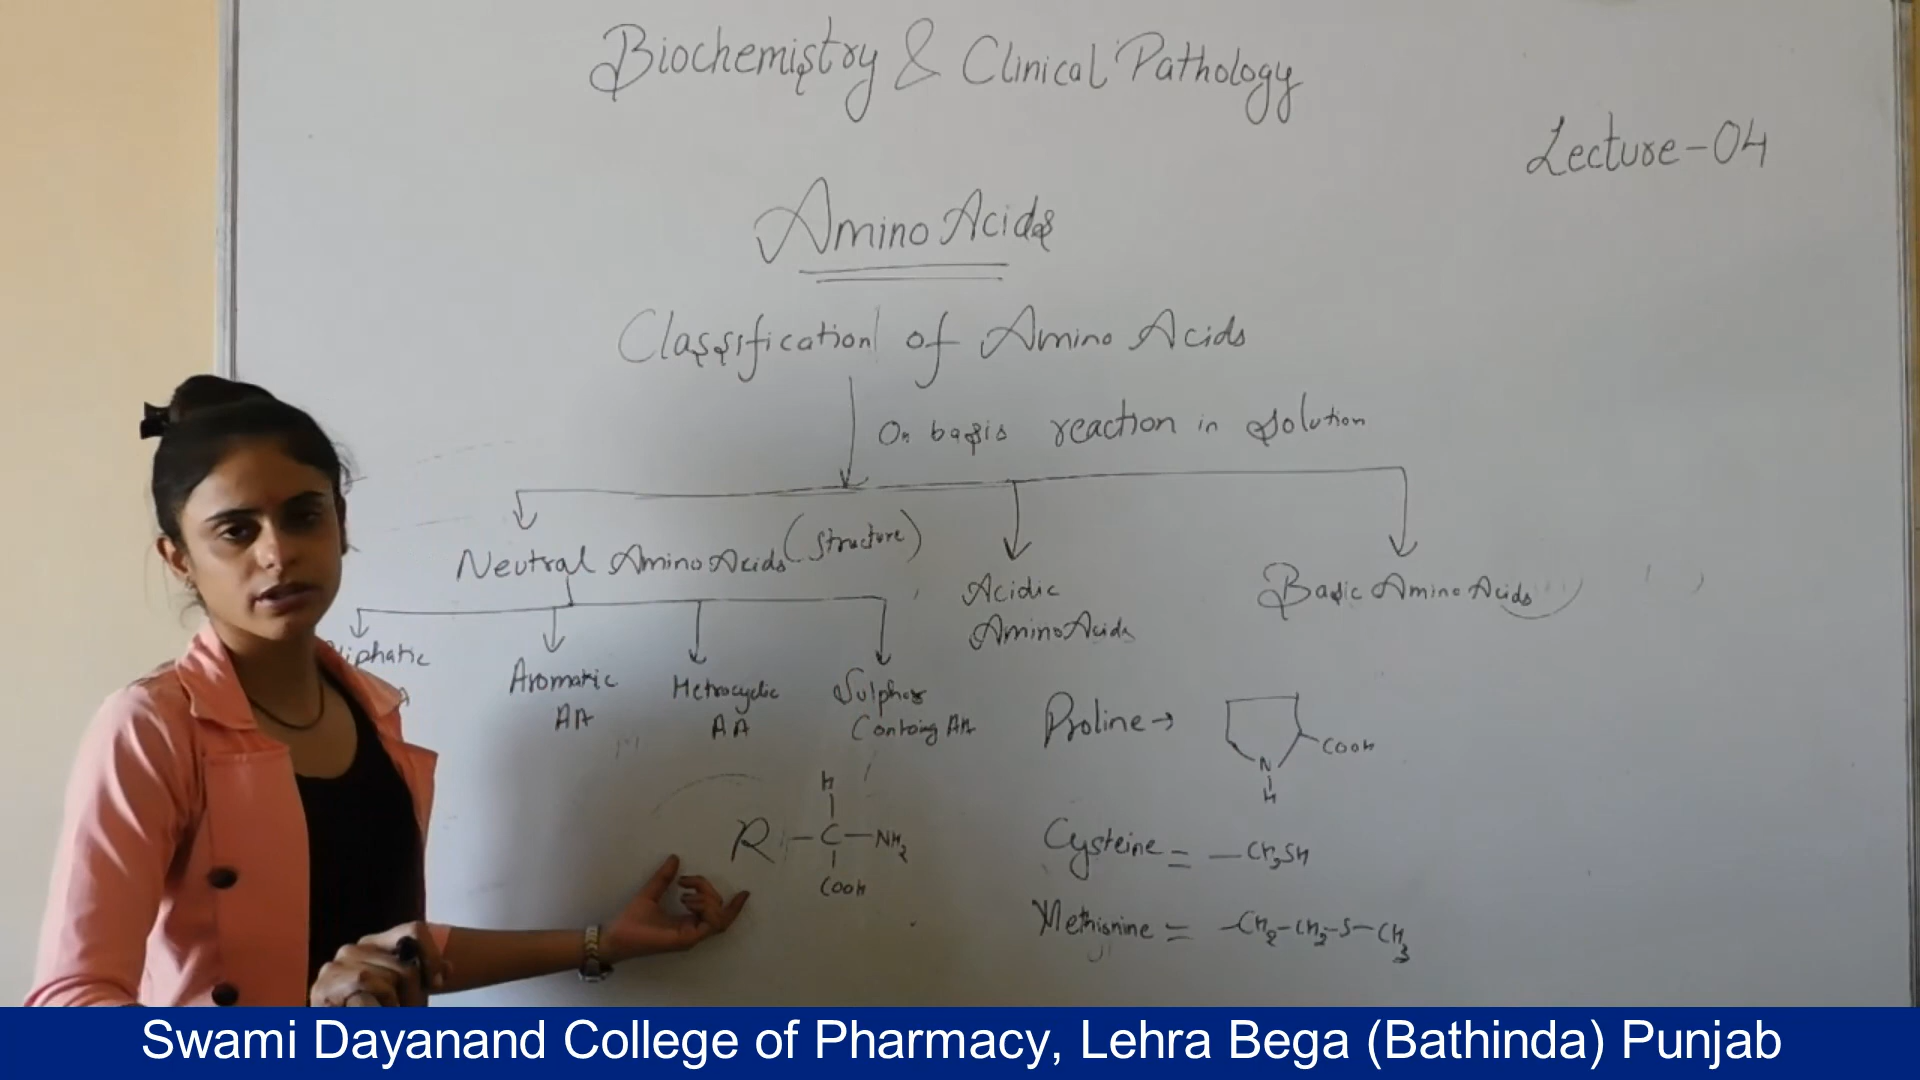 Biochemistry & Clinical Pathology
Lecture-04
Amino Acids
Classification of Amino Acids
On basis reaction in solution
Neutral Amino Acids (structure)
Acidic
Amino Acids
Basic Amino Acids
Aromatic
AA
Hetrocyclic
AA
Sulpher
Containg AA
Proline →
COOH
N
H
H
R - C - NH2
COOH
Cysteine = - CH2SH
Methionine = - CH2-CH2-S-CH3
Swami Dayanand College of Pharmacy, Lehra Bega (Bathinda) Punjab